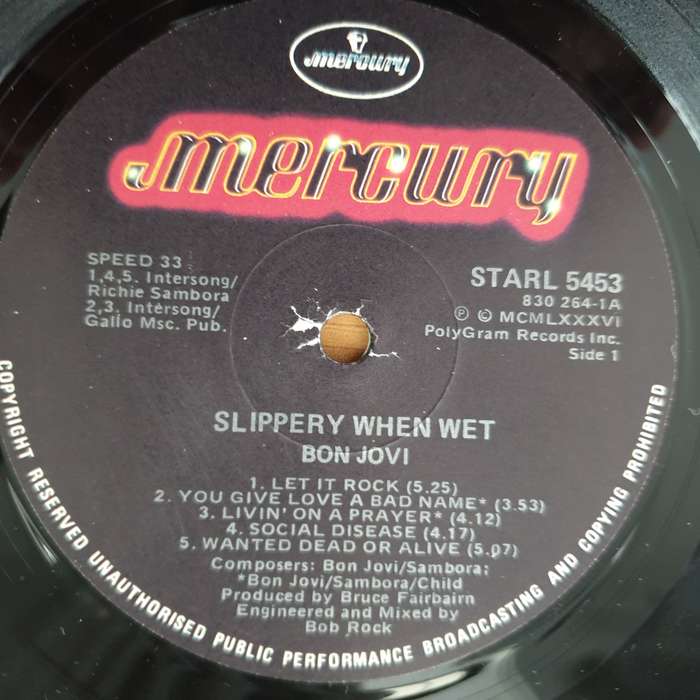 mercury
mercury
SPEED 33
1,4,5. Intersong/
Richie Sambora
2,3. Intersong/
Gallo Msc. Pub.
STARL 5453
830 264-1A
Ⓟ © MCMLXXXVI
PolyGram Records Inc.
Side 1
SLIPPERY WHEN WET
BON JOVI
1. LET IT ROCK (5.25)
2. YOU GIVE LOVE A BAD NAME* (3.53)
3. LIVIN' ON A PRAYER* (4.12)
4. SOCIAL DISEASE (4.17)
5. WANTED DEAD OR ALIVE (5.07)
Composers: Bon Jovi/Sambora;
*Bon Jovi/Sambora/Child
Produced by Bruce Fairbairn
Engineered and Mixed by
Bob Rock
COPYRIGHT RESERVED UNAUTHORISED PUBLIC PERFORMANCE BROADCASTING AND COPYING PROHIBITED